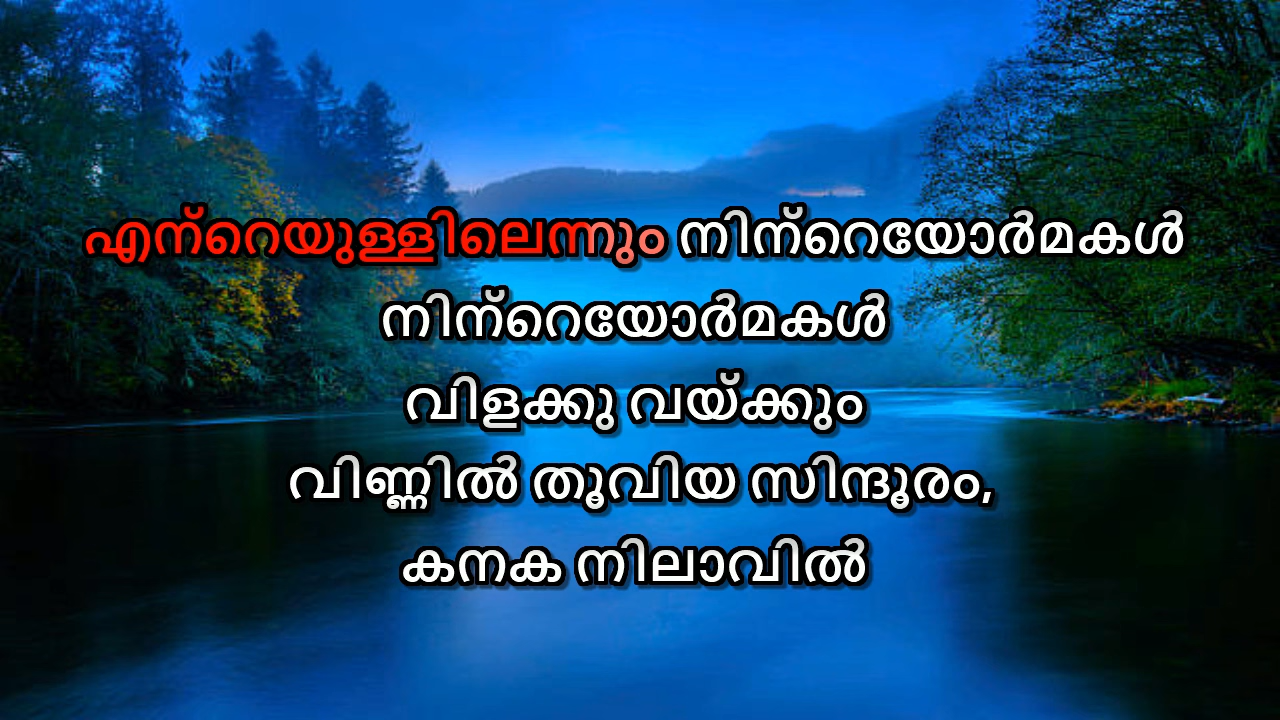 എന്റെയുള്ളിലെന്നും നിന്റെയോർമകൾ
നിന്റെയോർമകൾ
വിളക്കു വയ്ക്കും
വിണ്ണിൽ തൂവിയ സിന്ദൂരം,
കനക നിലാവിൽ